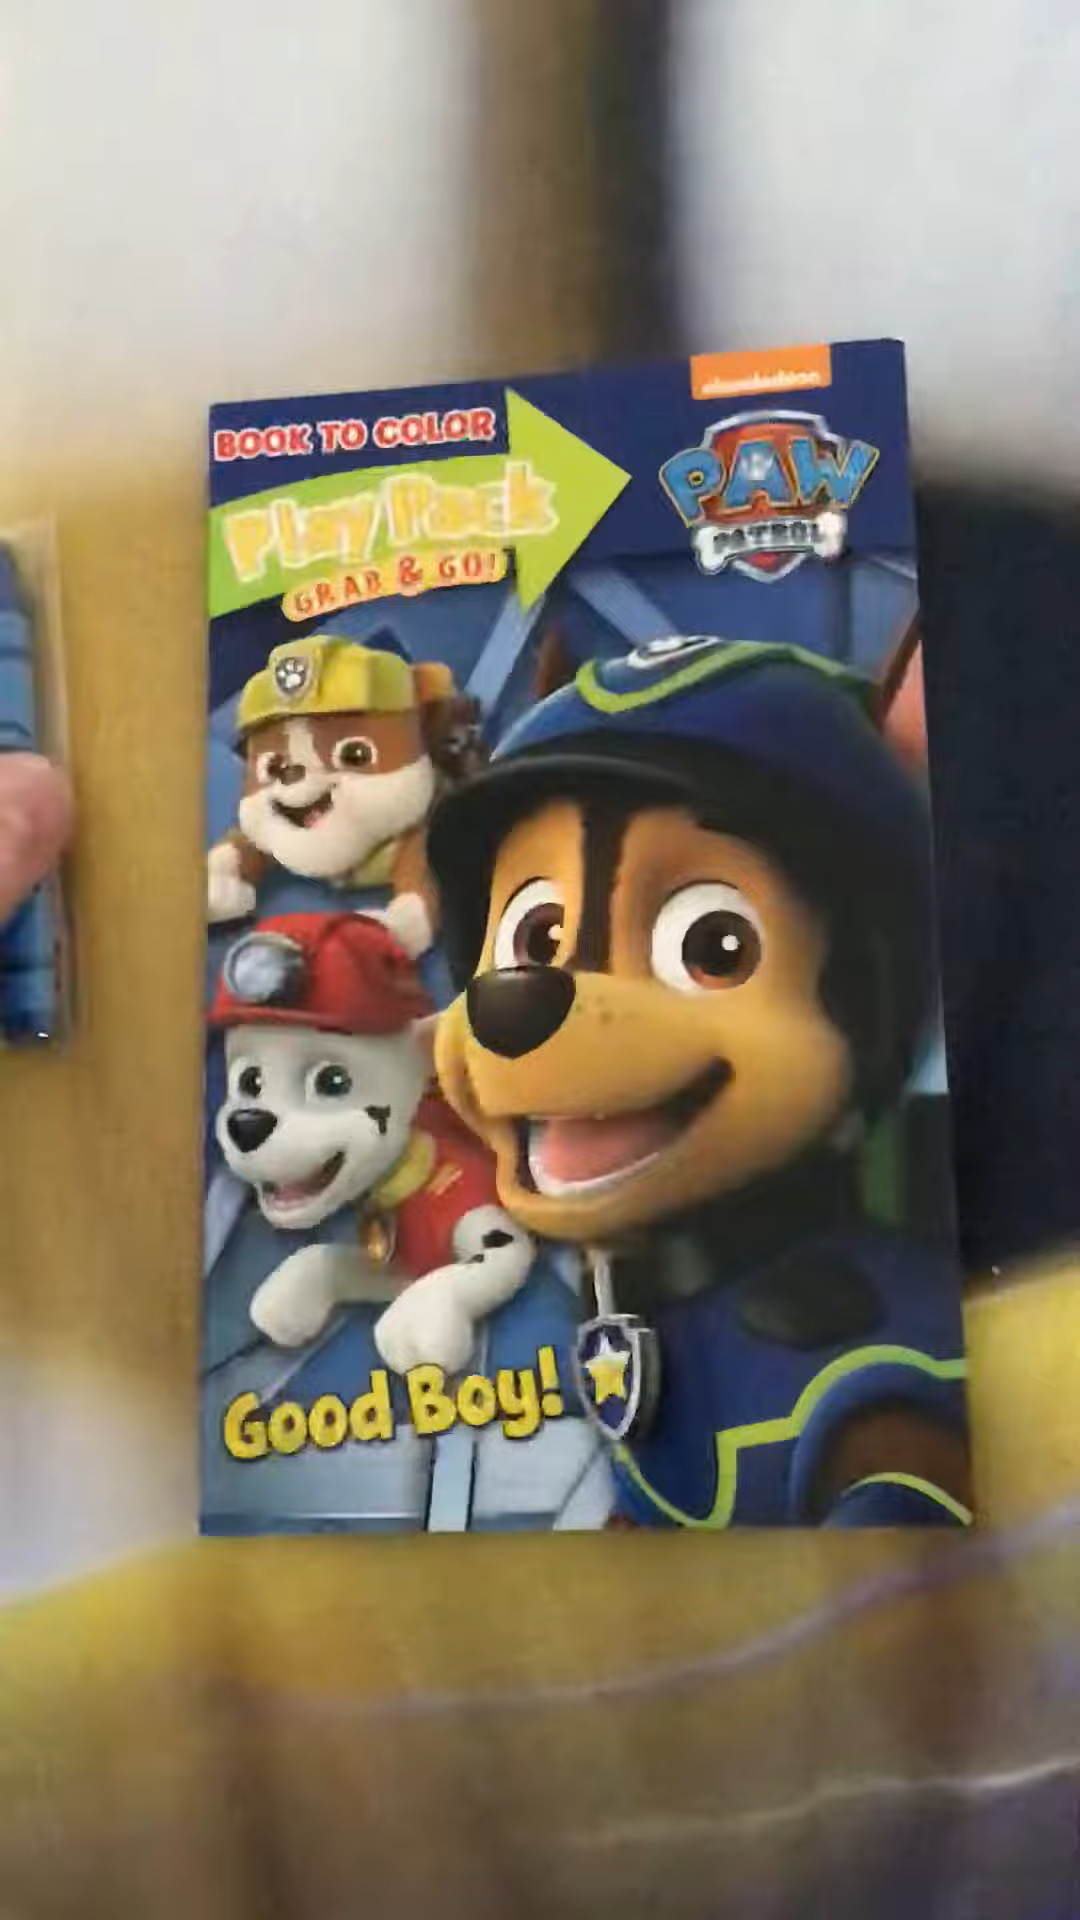 nickelodeon
BOOK TO COLOR
Play Pack
GRAB & GO!
PAW
PATROL
Good Boy!